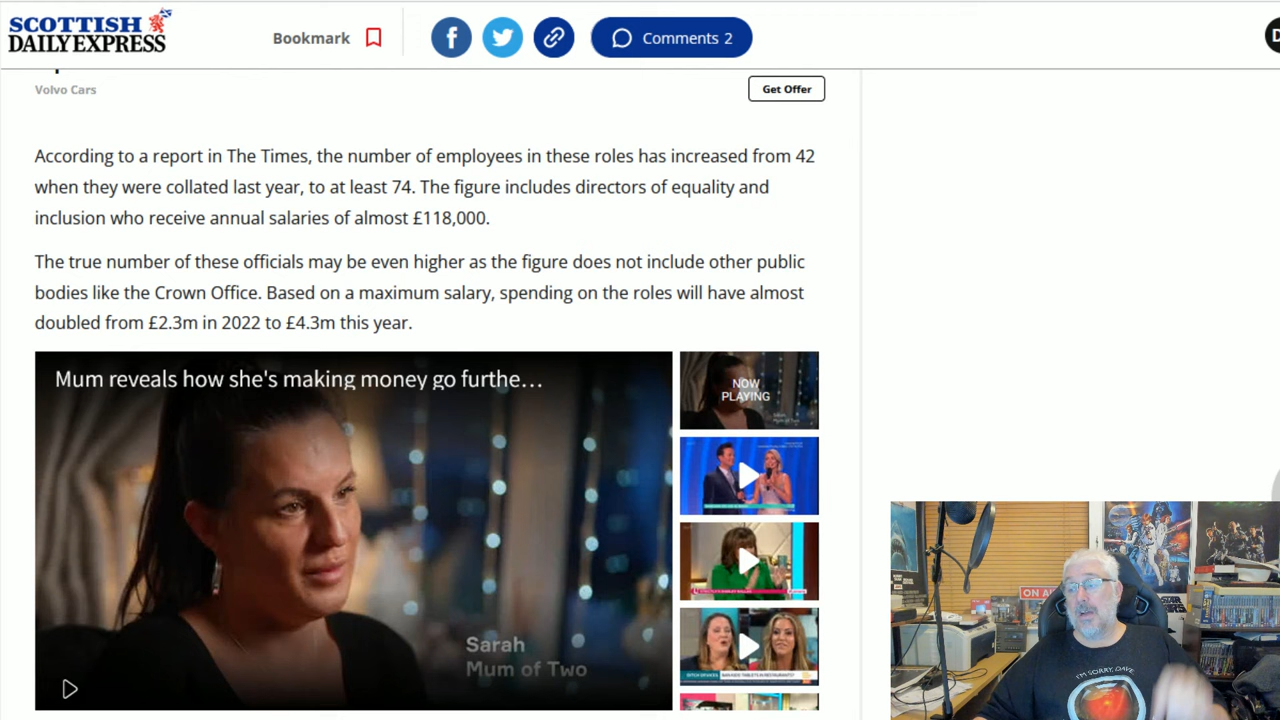 SCOTTISH
DAILY EXPRESS
Bookmark
Comments 2
Volvo Cars
Get Offer
According to a report in The Times, the number of employees in these roles has increased from 42
when they were collated last year, to at least 74. The figure includes directors of equality and
inclusion who receive annual salaries of almost £118,000.
The true number of these officials may be even higher as the figure does not include other public
bodies like the Crown Office. Based on a maximum salary, spending on the roles will have almost
doubled from £2.3m in 2022 to £4.3m this year.
Mum reveals how she's making money go furthe…
NOW
PLAYING
Sarah
Mum of Two
ON A
I'M SORRY, DAVE